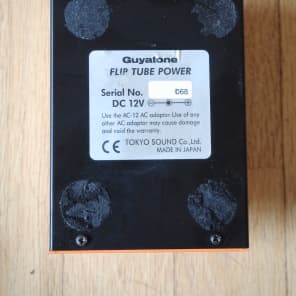 Guyatone
FLIP TUBE POWER
Serial No. 068
DC 12V
Use the AC-12 AC adaptor. Use of any
other AC adaptor may cause damage
and void the warranty.
CE TOKYO SOUND Co., Ltd.
MADE IN JAPAN